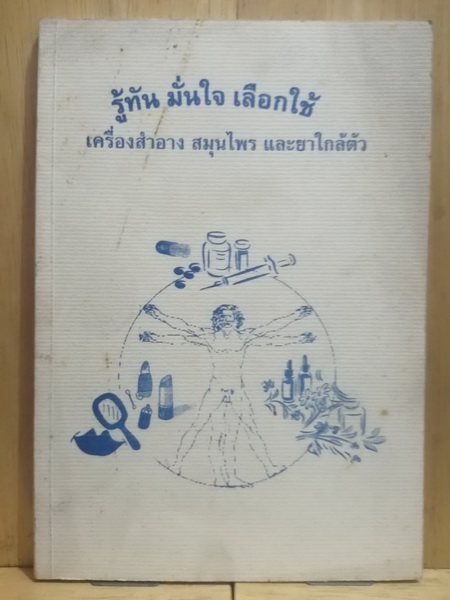 รู้ทัน มั่นใจ เลือกใช้
เครื่องสำอาง สมุนไพร และยาใกล้ตัว